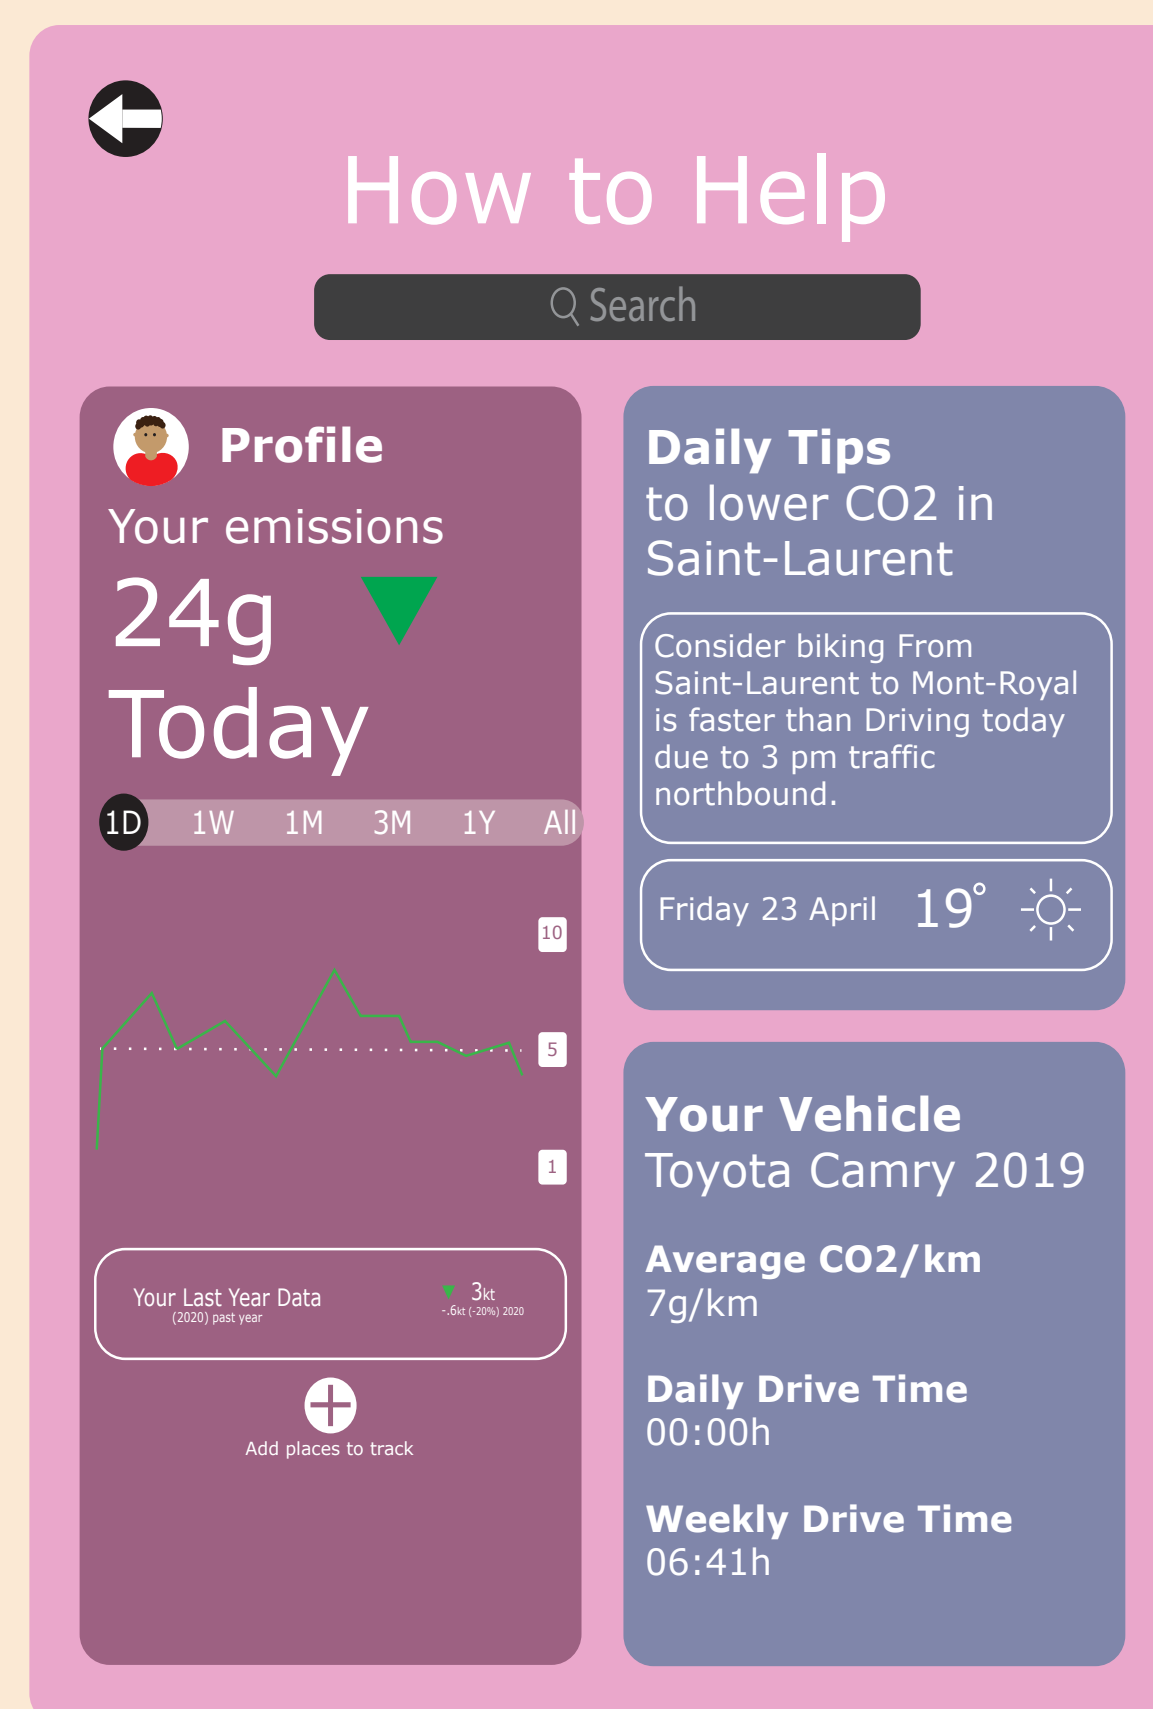 How to Help
Search
Profile
Your emissions
24g
Today
1D 1W 1M 3M 1Y All
10
5
1
Your Last Year Data
(2020) past year
3kt
-.6kt (-20%) 2020
Add places to track
Daily Tips
to lower CO2 in
Saint-Laurent
Consider biking From
Saint-Laurent to Mont-Royal
is faster than Driving today
due to 3 pm traffic
northbound.
Friday 23 April 19°
Your Vehicle
Toyota Camry 2019
Average CO2/km
7g/km
Daily Drive Time
00:00h
Weekly Drive Time
06:41h